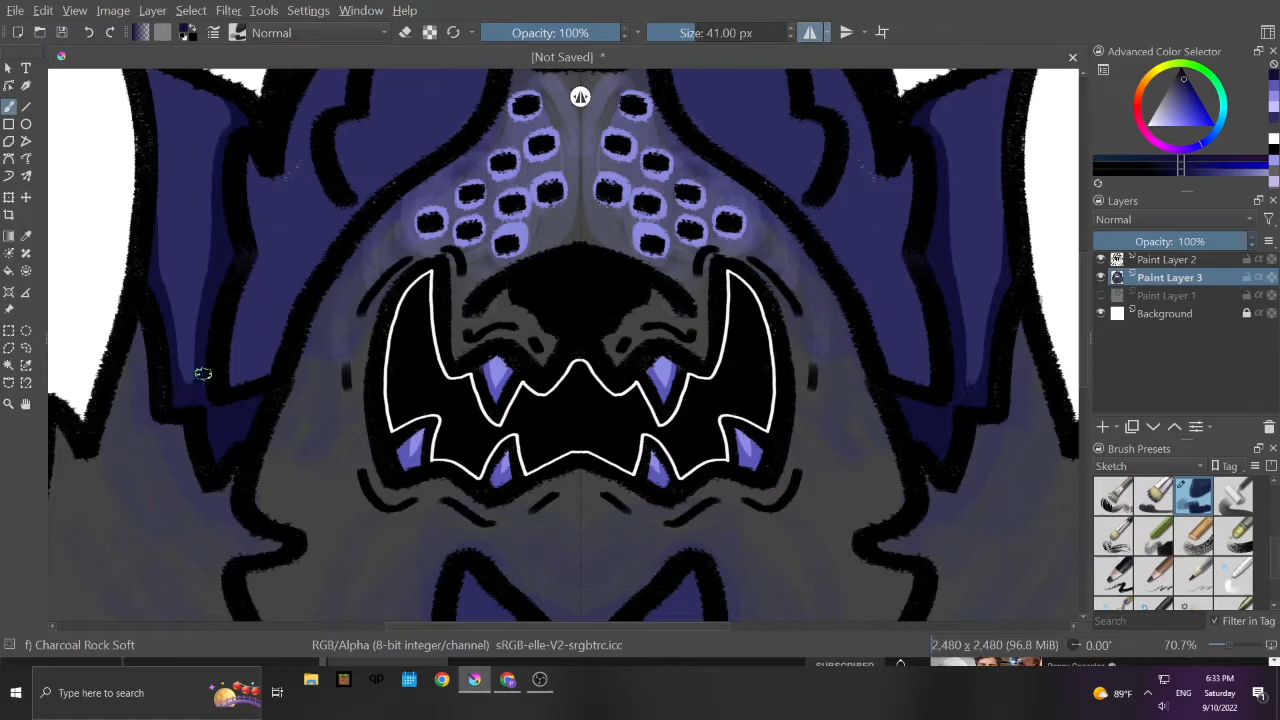 File Edit View Image Layer Select Filter Tools Settings Window Help
Normal Opacity: 100% Size: 41.00 px
[Not Saved] *
Advanced Color Selector
Layers
Normal
Opacity: 100%
Paint Layer 2
Paint Layer 3
Paint Layer 1
Background
Brush Presets
Sketch Tag
Search Filter in Tag
f) Charcoal Rock Soft RGB/Alpha (8-bit integer/channel) sRGB-elle-V2-srgbtrc.icc 2,480 x 2,480 (96.8 MiB) 0.00° 70.7%
SUBSCRIBED
Type here to search
89°F ENG
6:33 PM
Saturday
9/10/2022